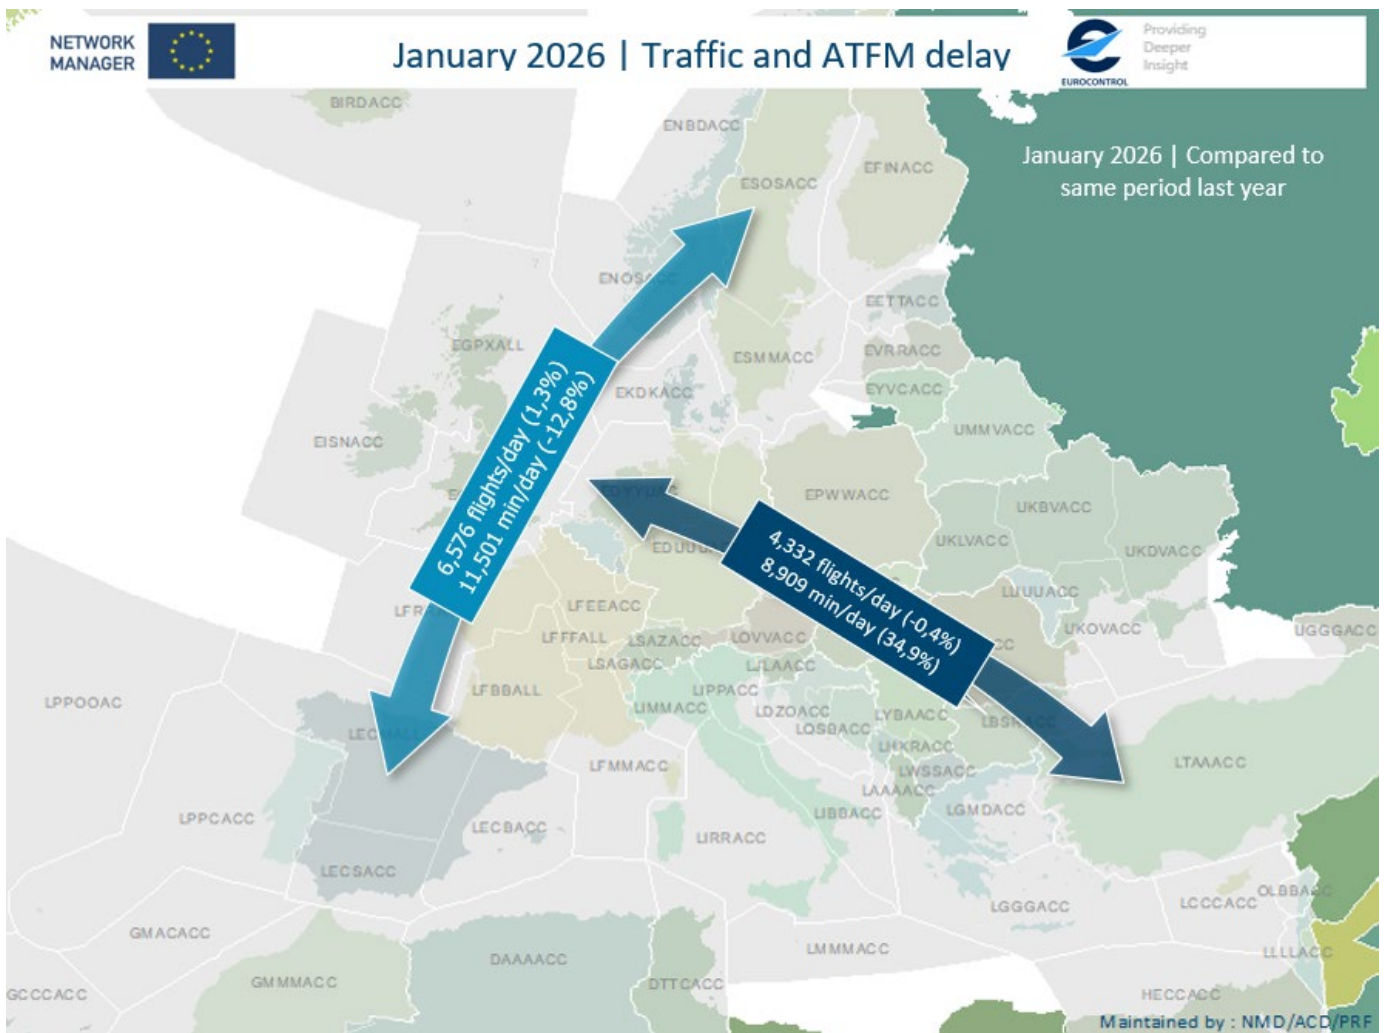 NETWORK
MANAGER
January 2026 | Traffic and ATFM delay
EUROCONTROL
Providing
Deeper
Insight
January 2026 | Compared to
same period last year
BIRDACC
ENBDACC
ESOSACC
EFINACC
ENOSACC
EETTACC
EGPXALL
ESMMACC
EVRRACC
EKDKACC
EYVCACC
EISNACC
UMMVACC
6,576 flights/day (1,3%)
11,501 min/day (-12,8%)
EPWWACC
UKBVACC
UKLVACC
UKDVACC
4,332 flights/day (-0,4%)
8,909 min/day (34,9%)
LFEEACC
LUUUACC
LFFFALL
LSAZACC
LOVVACC
UKOVACC
UGGGACC
LSAGACC
LJLAACC
LFBBALL
LIPPACC
LPPOOAC
LIMMACC
LDZOACC
LYBAACC
LQSBACC
LHKRACC
LFMMACC
LWSSACC
LTAAACC
LAAAACC
LPPCACC
LECBACC
LIRRACC
LIBBACC
LGMDACC
LECSACC
LGGGACC
LCCCACC
OLBBACC
GMACACC
LMMMACC
LLLLACC
DAAAACC
GMMMACC
DTTCACC
GCCCACC
HECCACC
Maintained by : NMD/ACD/PRF